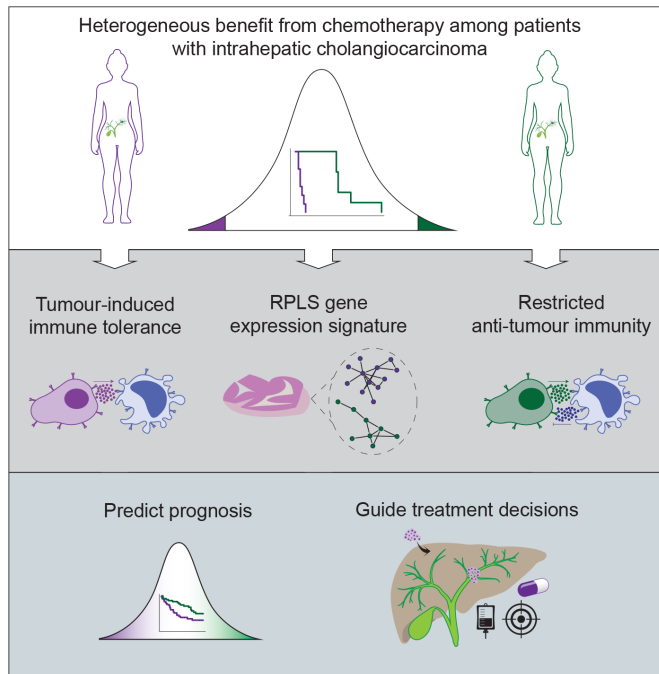 Heterogeneous benefit from chemotherapy among patients
with intrahepatic cholangiocarcinoma
Tumour-induced
immune tolerance
RPLS gene
expression signature
Restricted
anti-tumour immunity
Predict prognosis
Guide treatment decisions